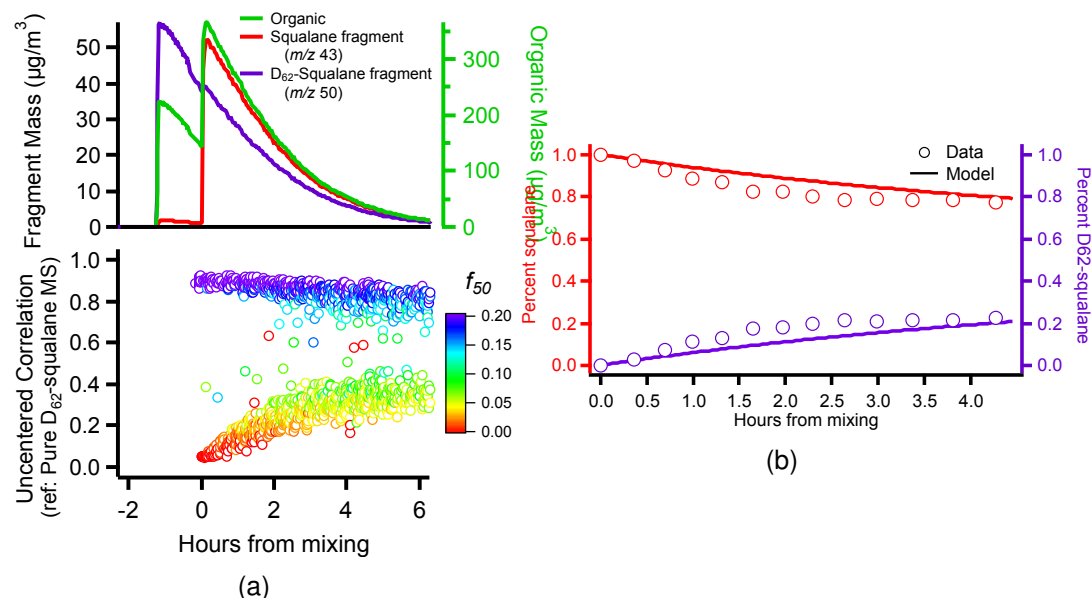 Fragment Mass (µg/m³)
50
40
30
20
10
0
Organic
Squalane fragment
(m/z 43)
D₆₂-Squalane fragment
(m/z 50)
300
200
100
0
Organic Mass (µg/m³)
Uncentered Correlation
(ref: Pure D₆₂-squalane MS)
1.0
0.8
0.6
0.4
0.2
0.0
f₅₀
0.20
0.15
0.10
0.05
0.00
-2
0
2
4
6
Hours from mixing
(a)
Percent squalane
1.0
0.8
0.6
0.4
0.2
0.0
Data
Model
1.0
0.8
0.6
0.4
0.2
0.0
Percent D62-squalane
0.0
0.5
1.0
1.5
2.0
2.5
3.0
3.5
4.0
Hours from mixing
(b)